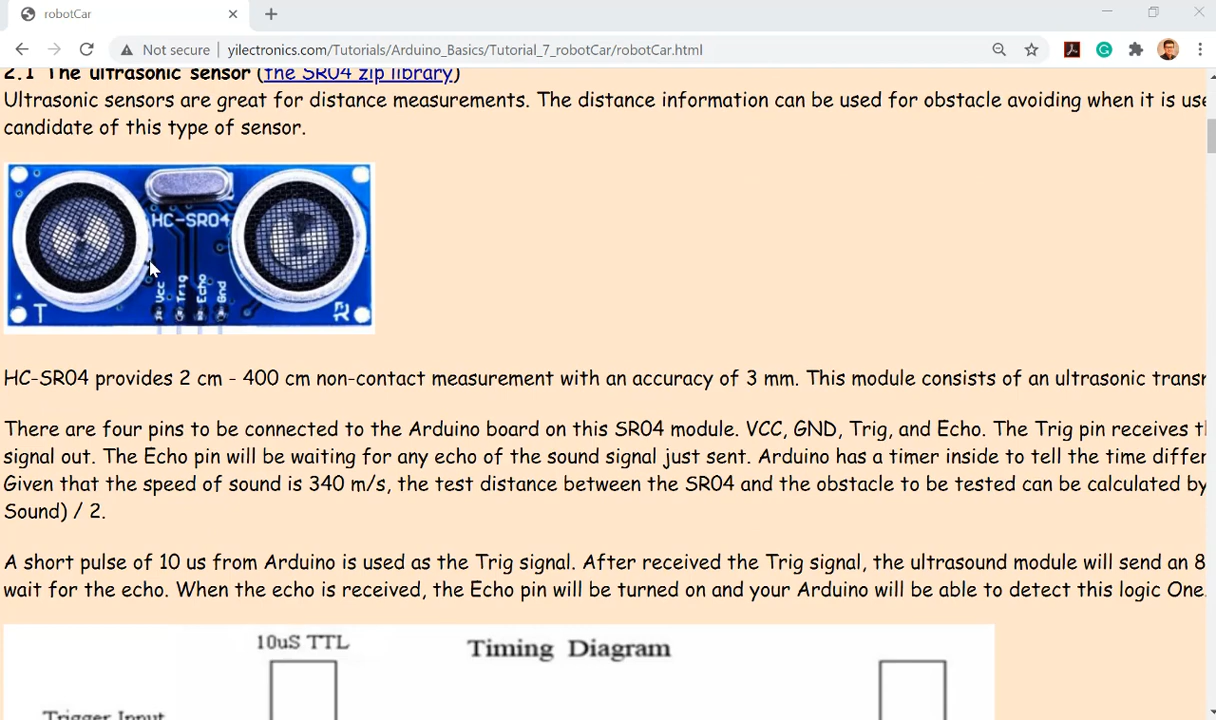 robotCar
Not secure yilectronics.com/Tutorials/Arduino_Basics/Tutorial_7_robotCar/robotCar.html
2.1 The ultrasonic sensor (the SR04 zip library)
Ultrasonic sensors are great for distance measurements. The distance information can be used for obstacle avoiding when it is use
candidate of this type of sensor.
HC-SR04
Vcc Trig Echo Gnd
T R
HC-SR04 provides 2 cm - 400 cm non-contact measurement with an accuracy of 3 mm. This module consists of an ultrasonic transm
There are four pins to be connected to the Arduino board on this SR04 module. VCC, GND, Trig, and Echo. The Trig pin receives t
signal out. The Echo pin will be waiting for any echo of the sound signal just sent. Arduino has a timer inside to tell the time differ
Given that the speed of sound is 340 m/s, the test distance between the SR04 and the obstacle to be tested can be calculated by
Sound) / 2.
A short pulse of 10 us from Arduino is used as the Trig signal. After received the Trig signal, the ultrasound module will send an 8
wait for the echo. When the echo is received, the Echo pin will be turned on and your Arduino will be able to detect this logic One.
10uS TTL
Timing Diagram
Trigger Input